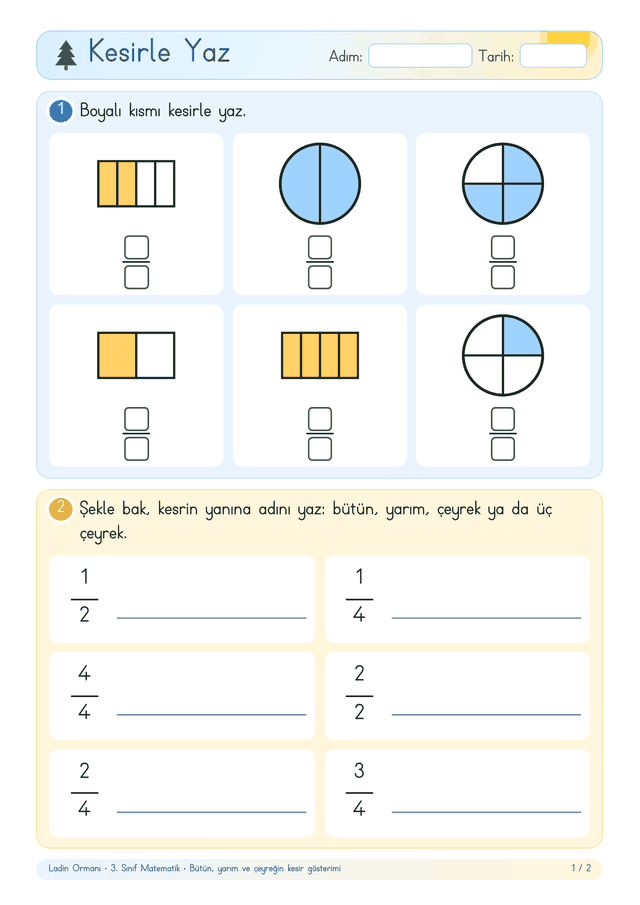 Kesirle Yaz
Adım:
Tarih:
1 Boyalı kısmı kesirle yaz.
2 Şekle bak, kesrin yanına adını yaz: bütün, yarım, çeyrek ya da üç
çeyrek.
1
2
1
4
4
4
2
2
2
4
3
4
Ladin Ormanı • 3. Sınıf Matematik • Bütün, yarım ve çeyreğin kesir gösterimi
1 / 2